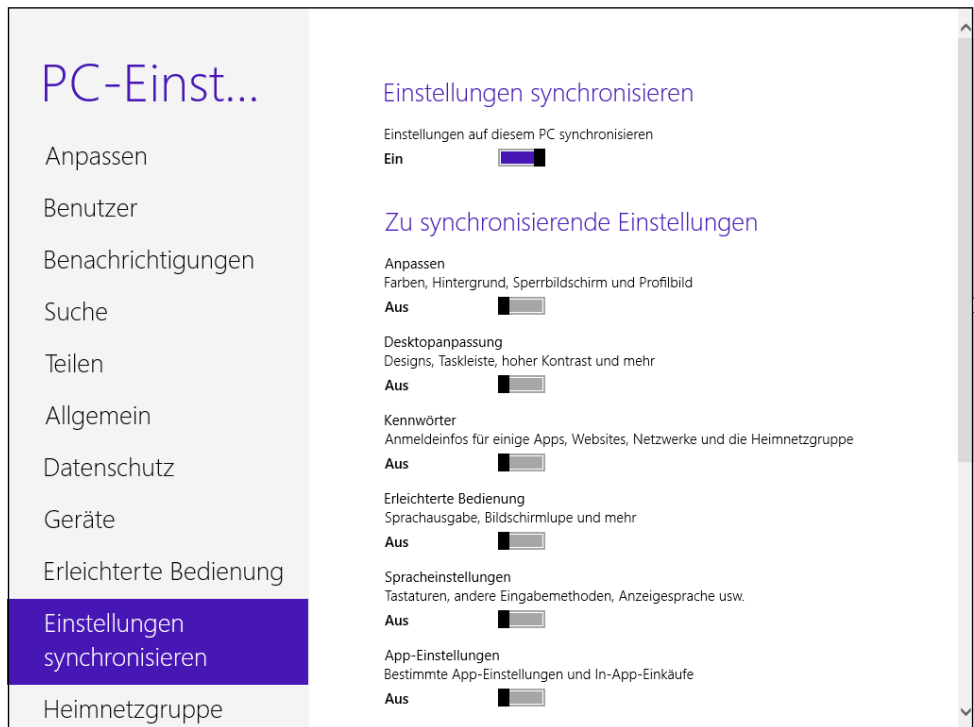 PC-Einst...
Anpassen
Benutzer
Benachrichtigungen
Suche
Teilen
Allgemein
Datenschutz
Geräte
Erleichterte Bedienung
Einstellungen
synchronisieren
Heimnetzgruppe
Einstellungen synchronisieren
Einstellungen auf diesem PC synchronisieren
Ein
Zu synchronisierende Einstellungen
Anpassen
Farben, Hintergrund, Sperrbildschirm und Profilbild
Aus
Desktopanpassung
Designs, Taskleiste, hoher Kontrast und mehr
Aus
Kennwörter
Anmeldeinfos für einige Apps, Websites, Netzwerke und die Heimnetzgruppe
Aus
Erleichterte Bedienung
Sprachausgabe, Bildschirmlupe und mehr
Aus
Spracheinstellungen
Tastaturen, andere Eingabemethoden, Anzeigesprache usw.
Aus
App-Einstellungen
Bestimmte App-Einstellungen und In-App-Einkäufe
Aus